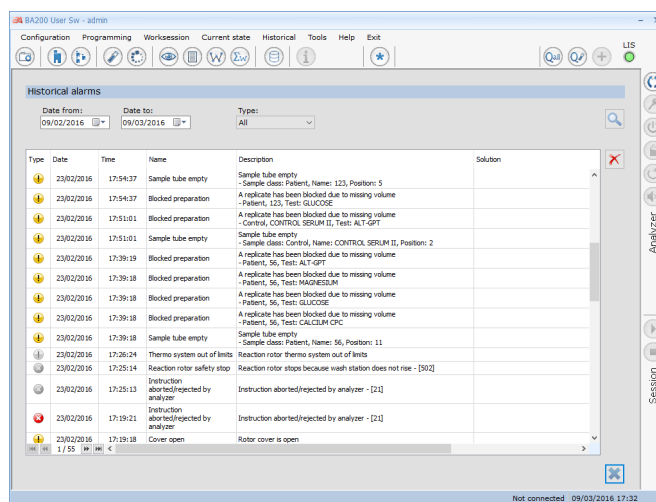 BA200 User Sw - admin
Configuration Programming Worksession Current state Historical Tools Help Exit
Qall
LIS
Historical alarms
Date from: Date to: Type:
09/02/2016 09/03/2016 All
Type Date Time Name Description Solution
23/02/2016 17:54:37 Sample tube empty Sample tube empty
- Sample class: Patient, Name: 123, Position: 5
23/02/2016 17:54:37 Blocked preparation A replicate has been blocked due to missing volume
- Patient, 123, Test: GLUCOSE
23/02/2016 17:51:01 Blocked preparation A replicate has been blocked due to missing volume
- Control, CONTROL SERUM II, Test: ALT-GPT
23/02/2016 17:51:01 Sample tube empty Sample tube empty
- Sample class: Control, Name: CONTROL SERUM II, Position: 2
23/02/2016 17:39:19 Blocked preparation A replicate has been blocked due to missing volume
- Patient, 56, Test: ALT-GPT
23/02/2016 17:39:18 Blocked preparation A replicate has been blocked due to missing volume
- Patient, 56, Test: MAGNESIUM
23/02/2016 17:39:18 Blocked preparation A replicate has been blocked due to missing volume
- Patient, 56, Test: GLUCOSE
23/02/2016 17:39:18 Blocked preparation A replicate has been blocked due to missing volume
- Patient, 56, Test: CALCIUM CPC
23/02/2016 17:39:18 Sample tube empty Sample tube empty
- Sample class: Patient, Name: 56, Position: 11
23/02/2016 17:26:24 Thermo system out of limits Reaction rotor thermo system out of limits
23/02/2016 17:25:14 Reaction rotor safety stop Reaction rotor stops because wash station does not rise - [502]
23/02/2016 17:25:13 Instruction aborted/rejected by analyzer Instruction aborted/rejected by analyzer - [21]
23/02/2016 17:19:21 Instruction aborted/rejected by analyzer Instruction aborted/rejected by analyzer - [21]
23/02/2016 17:19:18 Cover open Rotor cover is open
1 / 55
Analyzer
Session
Not connected 09/03/2016 17:32